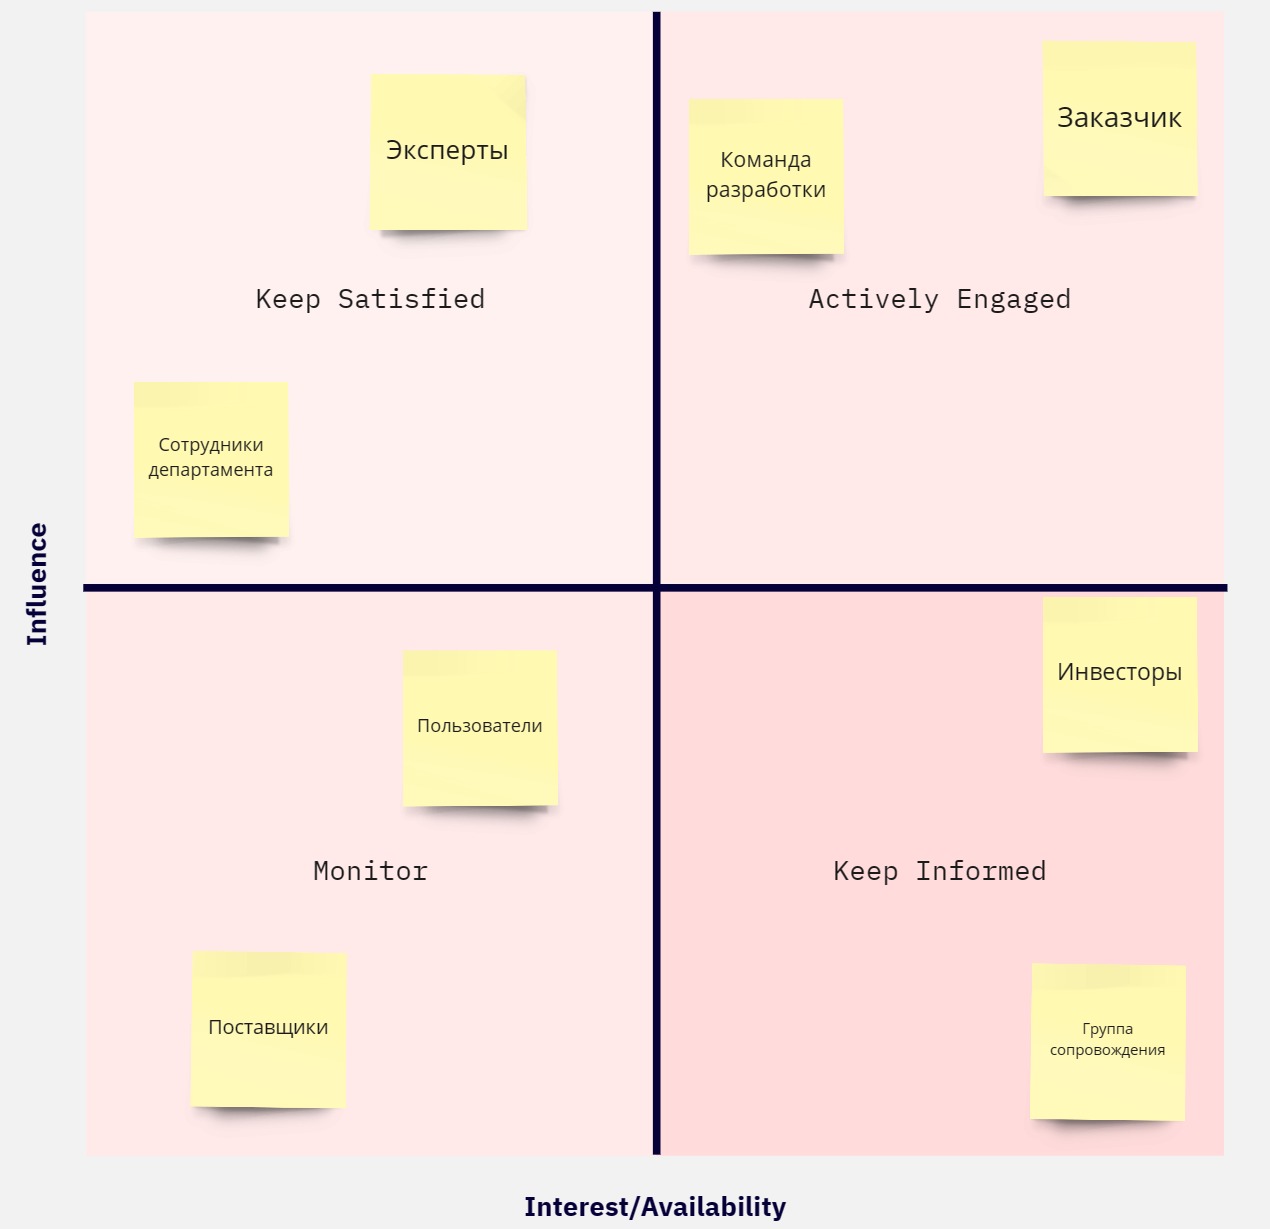 Эксперты
Команда
разработки
Заказчик
Keep Satisfied
Actively Engaged
Сотрудники
департамента
Influence
Пользователи
Инвесторы
Monitor
Keep Informed
Поставщики
Группа
сопровождения
Interest/Availability